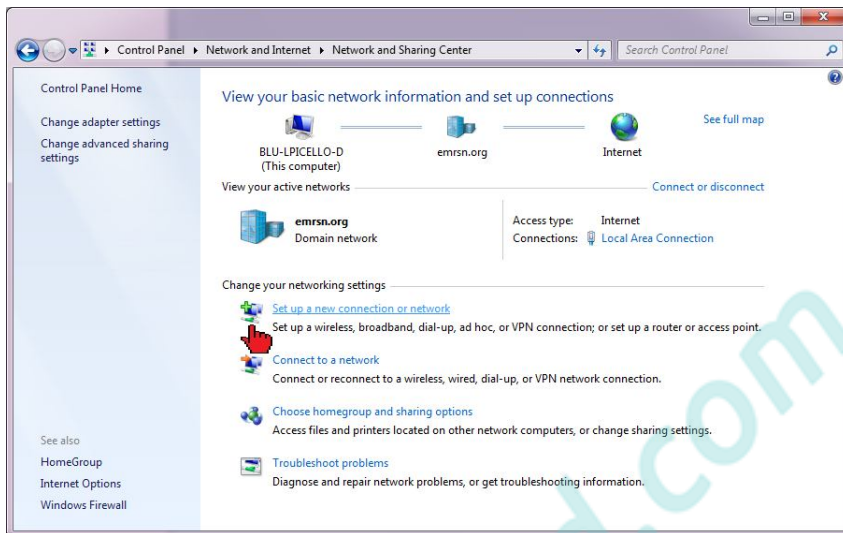 Control Panel ▸ Network and Internet ▸ Network and Sharing Center
Search Control Panel
Control Panel Home
Change adapter settings
Change advanced sharing
settings
See also
HomeGroup
Internet Options
Windows Firewall
View your basic network information and set up connections
See full map
BLU-LPICELLO-D
(This computer)
emrsn.org
Internet
View your active networks
Connect or disconnect
emrsn.org
Domain network
Access type: Internet
Connections: Local Area Connection
Change your networking settings
Set up a new connection or network
Set up a wireless, broadband, dial-up, ad hoc, or VPN connection; or set up a router or access point.
Connect to a network
Connect or reconnect to a wireless, wired, dial-up, or VPN network connection.
Choose homegroup and sharing options
Access files and printers located on other network computers, or change sharing settings.
Troubleshoot problems
Diagnose and repair network problems, or get troubleshooting information.
d.com